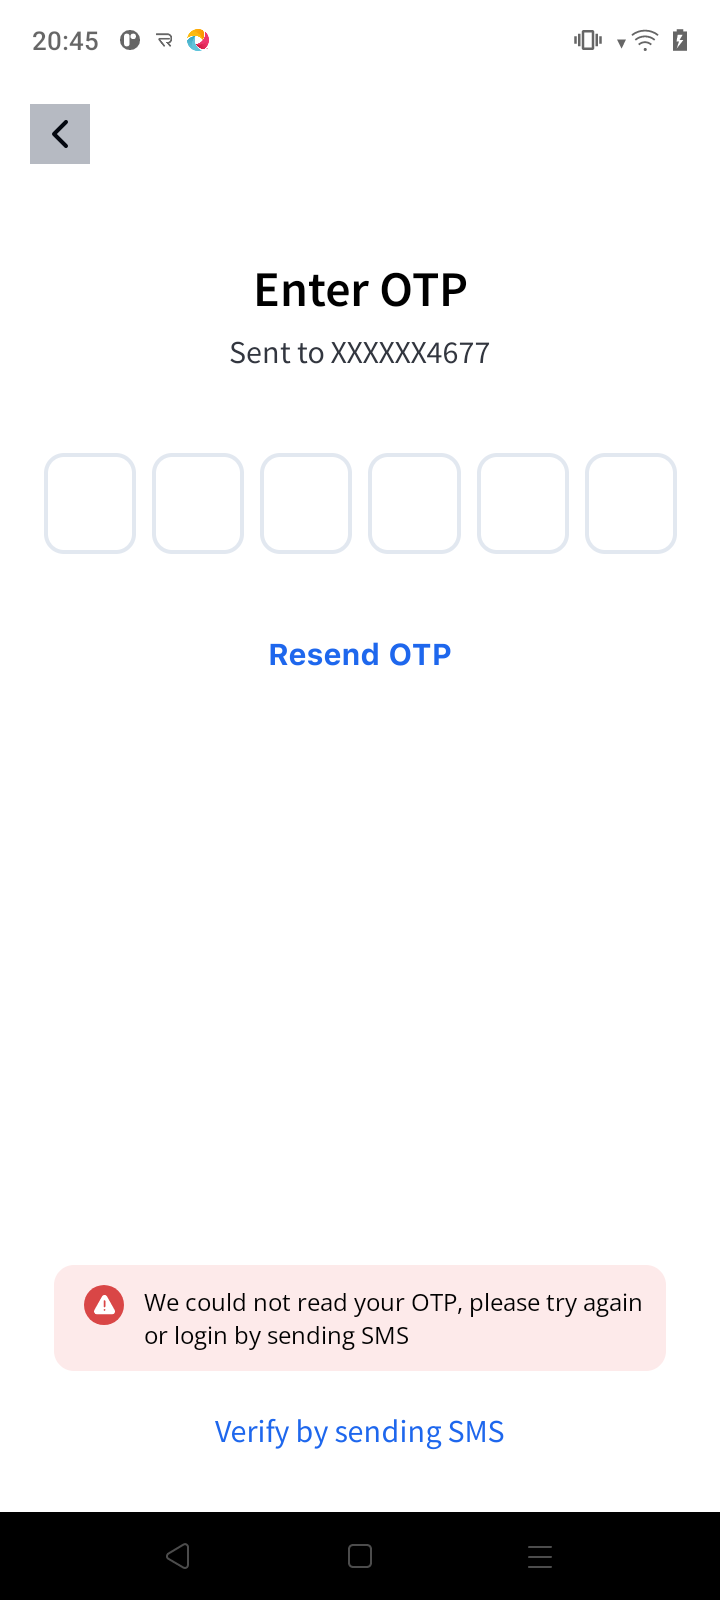 20:45
Enter OTP
Sent to XXXXXX4677
Resend OTP
We could not read your OTP, please try again
or login by sending SMS
Verify by sending SMS